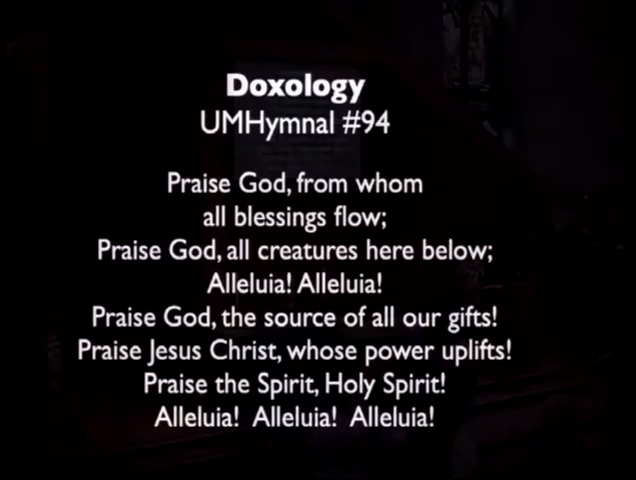 Doxology
UMHymnal #94
Praise God, from whom
all blessings flow;
Praise God, all creatures here below;
Alleluia! Alleluia!
Praise God, the source of all our gifts!
Praise Jesus Christ, whose power uplifts!
Praise the Spirit, Holy Spirit!
Alleluia! Alleluia! Alleluia!